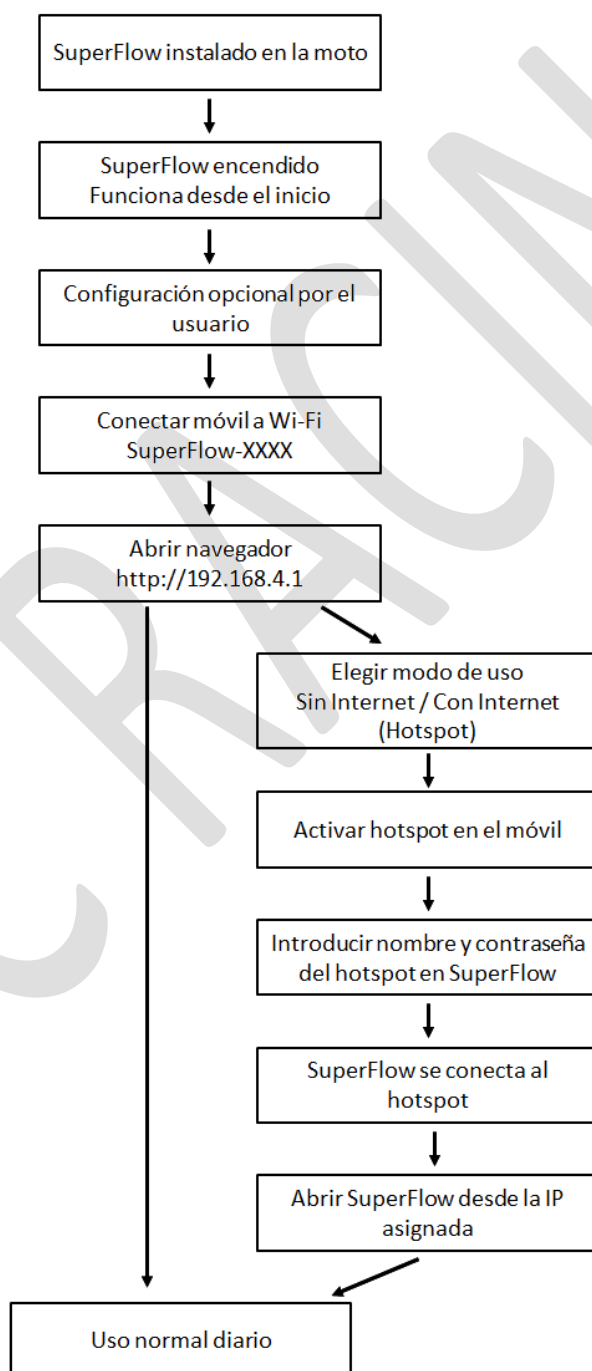 SuperFlow instalado en la moto
SuperFlow encendido
Funciona desde el inicio
Configuración opcional por el
usuario
Conectar móvil a Wi-Fi
SuperFlow-XXXX
Abrir navegador
http://192.168.4.1
Elegir modo de uso
Sin Internet / Con Internet
(Hotspot)
Activar hotspot en el móvil
Introducir nombre y contraseña
del hotspot en SuperFlow
SuperFlow se conecta al
hotspot
Abrir SuperFlow desde la IP
asignada
Uso normal diario